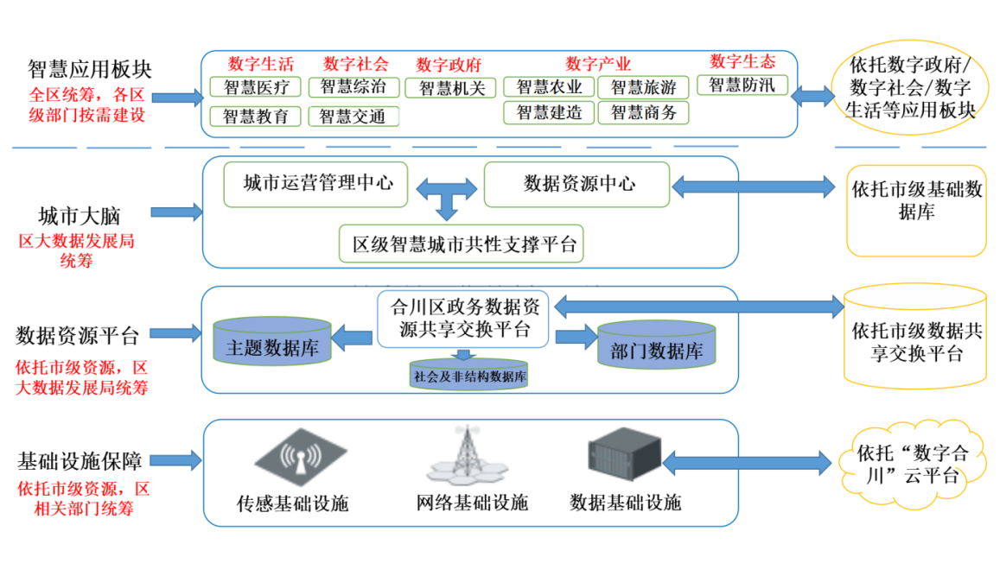 智慧应用板块
全区统筹，各区
级部门按需建设
数字生活
数字社会
数字政府
数字产业
数字生态
智慧医疗
智慧综治
智慧机关
智慧农业
智慧旅游
智慧防汛
智慧教育
智慧交通
智慧建造
智慧商务
依托数字政府/
数字社会/数字
生活等应用板块
城市大脑
区大数据发展局
统筹
城市运营管理中心
数据资源中心
区级智慧城市共性支撑平台
依托市级基础数
据库
数据资源平台
依托市级资源，区
大数据发展局统筹
合川区政务数据资
源共享交换平台
主题数据库
社会及非结构数据库
部门数据库
依托市级数据共
享交换平台
基础设施保障
依托市级资源，区
相关部门统筹
传感基础设施
网络基础设施
数据基础设施
依托“数字合
川”云平台